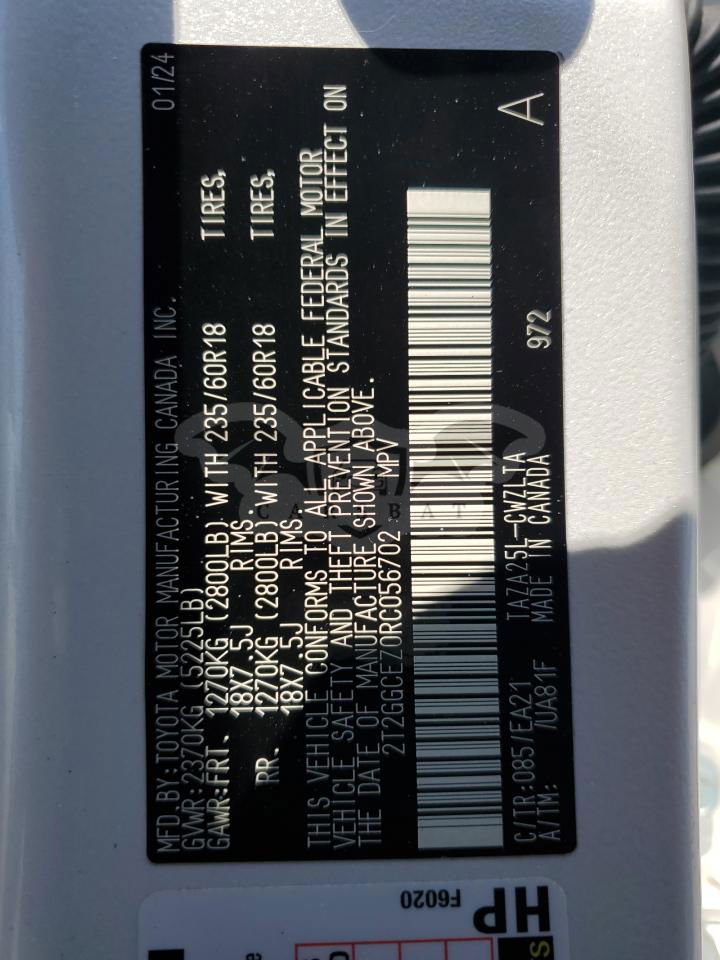 MFD.BY:TOYOTA MOTOR MANUFACTURING CANADA INC. 01/24
GVWR:2370KG (5225LB)
GAWR:FRT. 1270KG (2800LB) WITH 235/60R18 TIRES,
18X7.5J RIMS
RR. 1270KG (2800LB) WITH 235/60R18 TIRES,
18X7.5J RIMS
THIS VEHICLE CONFORMS TO ALL APPLICABLE FEDERAL MOTOR
VEHICLE SAFETY AND THEFT PREVENTION STANDARDS IN EFFECT ON
THE DATE OF MANUFACTURE SHOWN ABOVE.
2T2GGCEZ0RC056702 MPV
C/TR:085/EA21 TAZA25L-CWZLTA
A/TM: /UA81F MADE IN CANADA 972 A
HP
F6020